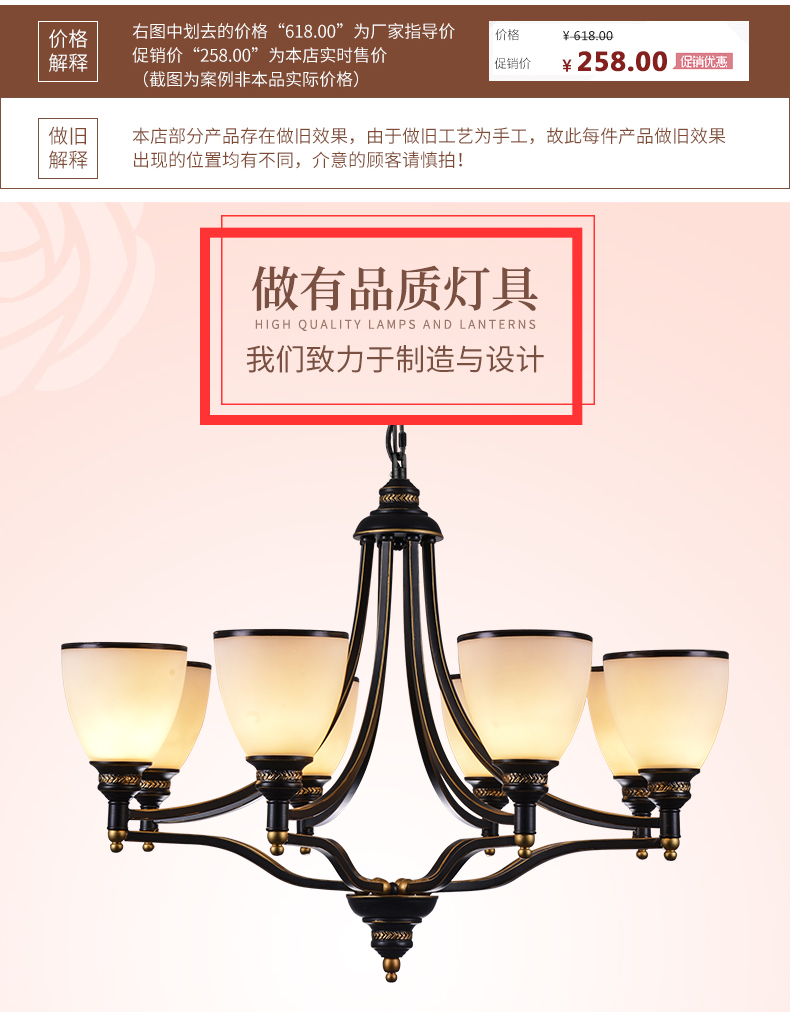 价格
解释
右图中划去的价格“618.00”为厂家指导价
促销价“258.00”为本店实时售价
（截图为案例非本品实际价格）
价格 ¥ 618.00
促销价 ¥ 258.00 促销优惠
做旧
解释
本店部分产品存在做旧效果，由于做旧工艺为手工，故此每件产品做旧效果
出现的位置均有不同，介意的顾客请慎拍！
做有品质灯具
HIGH QUALITY LAMPS AND LANTERNS
我们致力于制造与设计